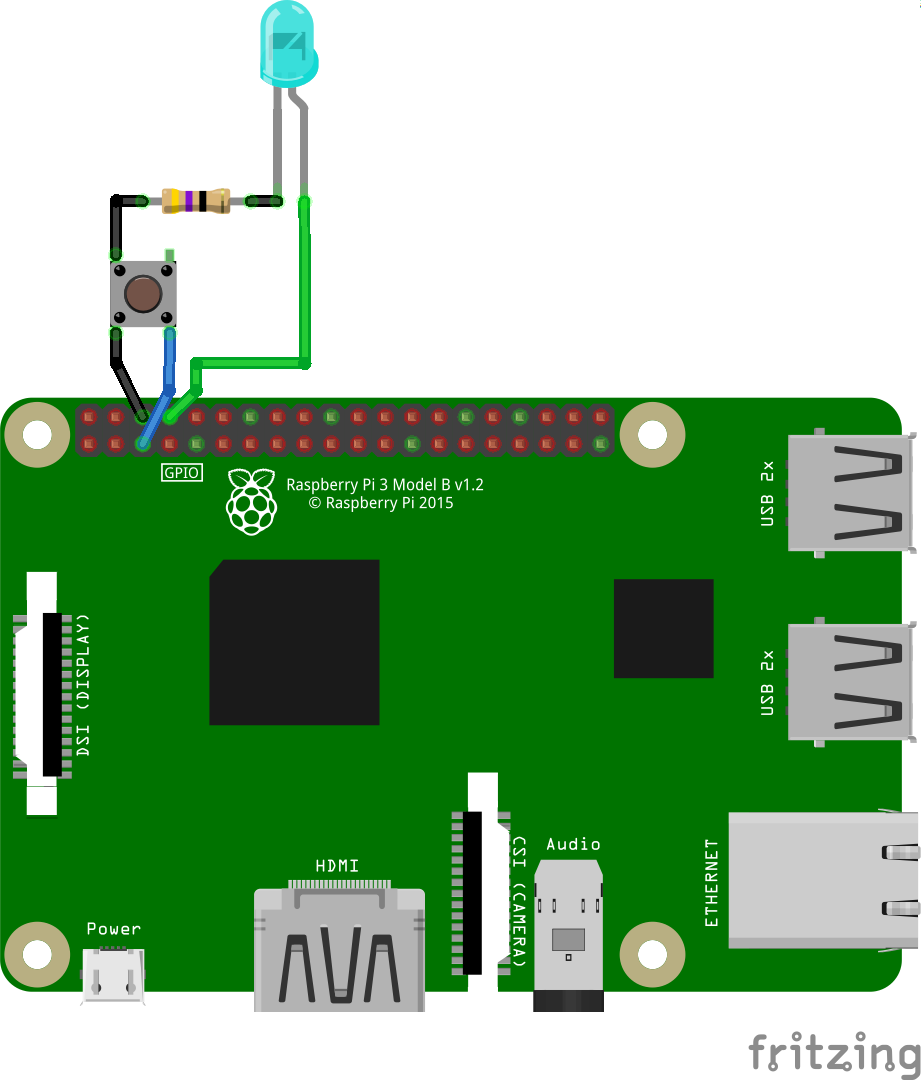 GPIO
Raspberry Pi 3 Model B v1.2
© Raspberry Pi 2015
USB 2x
DSI (DISPLAY)
USB 2x
ETHERNET
CSI (CAMERA)
Audio
HDMI
Power
fritzing